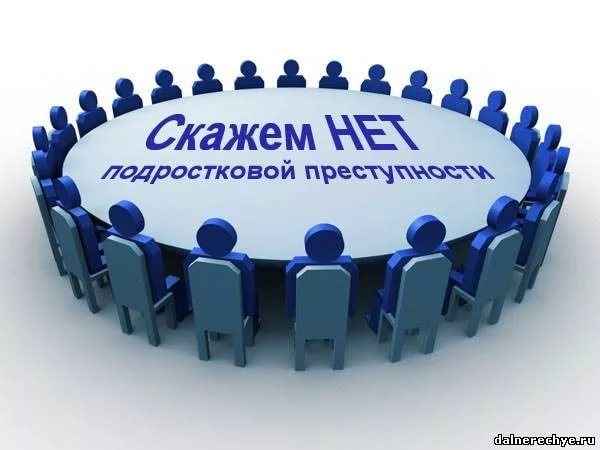 Скажем НЕТ
подростковой преступности
dalnerechye.ru